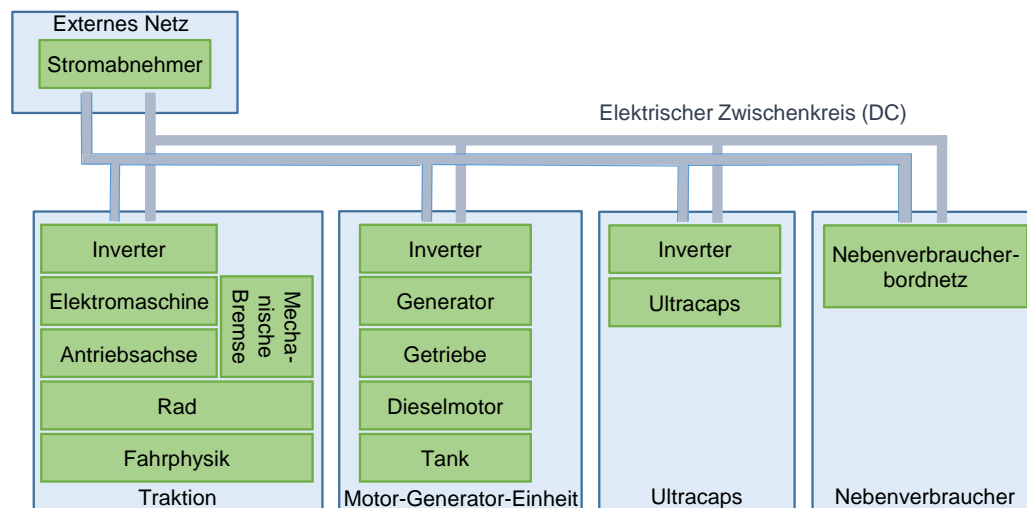 Externes Netz
Stromabnehmer
Elektrischer Zwischenkreis (DC)
Inverter
Elektromaschine
Mecha-
nische
Bremse
Antriebsachse
Rad
Fahrphysik
Traktion
Inverter
Generator
Getriebe
Dieselmotor
Tank
Motor-Generator-Einheit
Inverter
Ultracaps
Ultracaps
Nebenverbraucher-
bordnetz
Nebenverbraucher